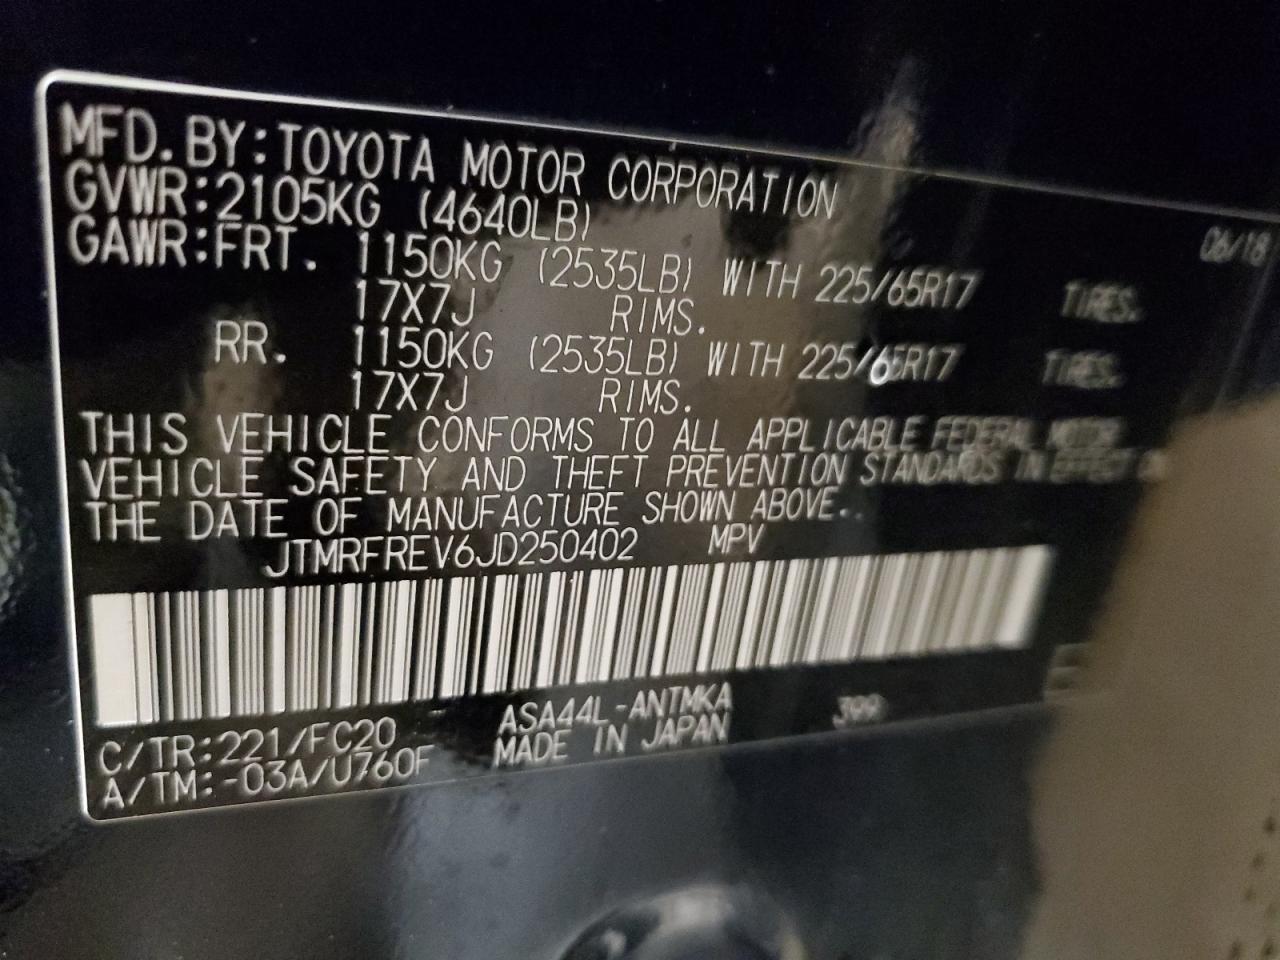 MFD.BY:TOYOTA MOTOR CORPORATION 06/18
GVWR:2105KG (4640LB)
GAWR:FRT. 1150KG (2535LB) WITH 225/65R17 TIRES.
17X7J RIMS.
RR. 1150KG (2535LB) WITH 225/65R17 TIRES.
17X7J RIMS.
THIS VEHICLE CONFORMS TO ALL APPLICABLE FEDERAL MOTOR
VEHICLE SAFETY AND THEFT PREVENTION STANDARDS IN EFFECT
THE DATE OF MANUFACTURE SHOWN ABOVE.
JTMRFREV6JD250402 MPV
C/TR:221/FC20 ASA44L-ANTMKA
A/TM:-03A/U760F MADE IN JAPAN